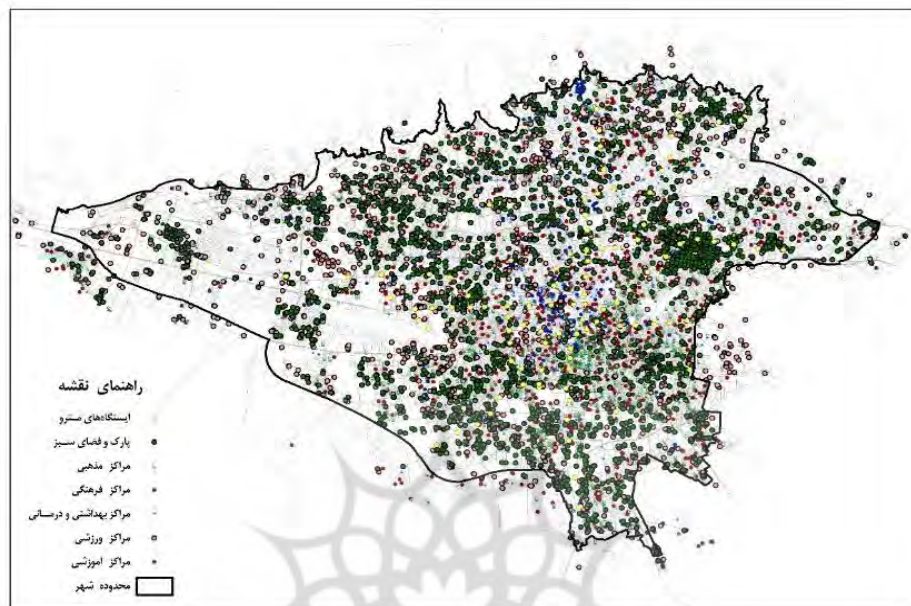 راهنمای نقشه
ایستگاه‌های مترو
پارک و فضای سبز
مراکز مذهبی
مراکز فرهنگی
مراکز بهداشتی و درمانی
مراکز ورزشی
مراکز آموزشی
محدوده شهر